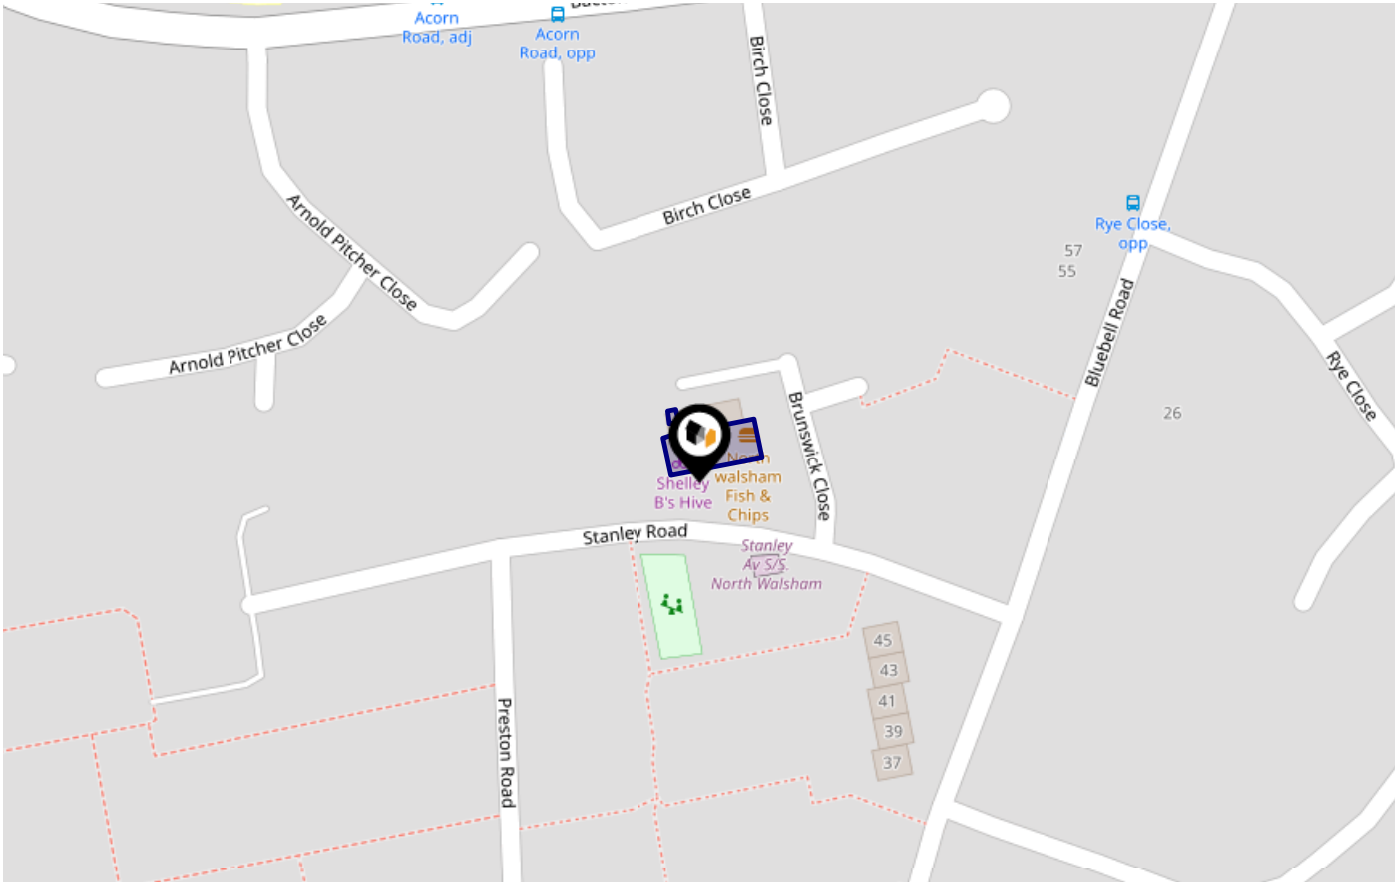 Acorn
Road, adj
Acorn
Road, opp
Birch Close
Birch Close
Arnold Pitcher Close
Arnold Pitcher Close
Rye Close,
opp
57
55
Bluebell Road
Rye Close
26
Brunswick Close
Shelley
B's Hive
North
walsham
Fish &
Chips
Stanley Road
Stanley
Av S/S.
North Walsham
45
43
41
39
37
Preston Road